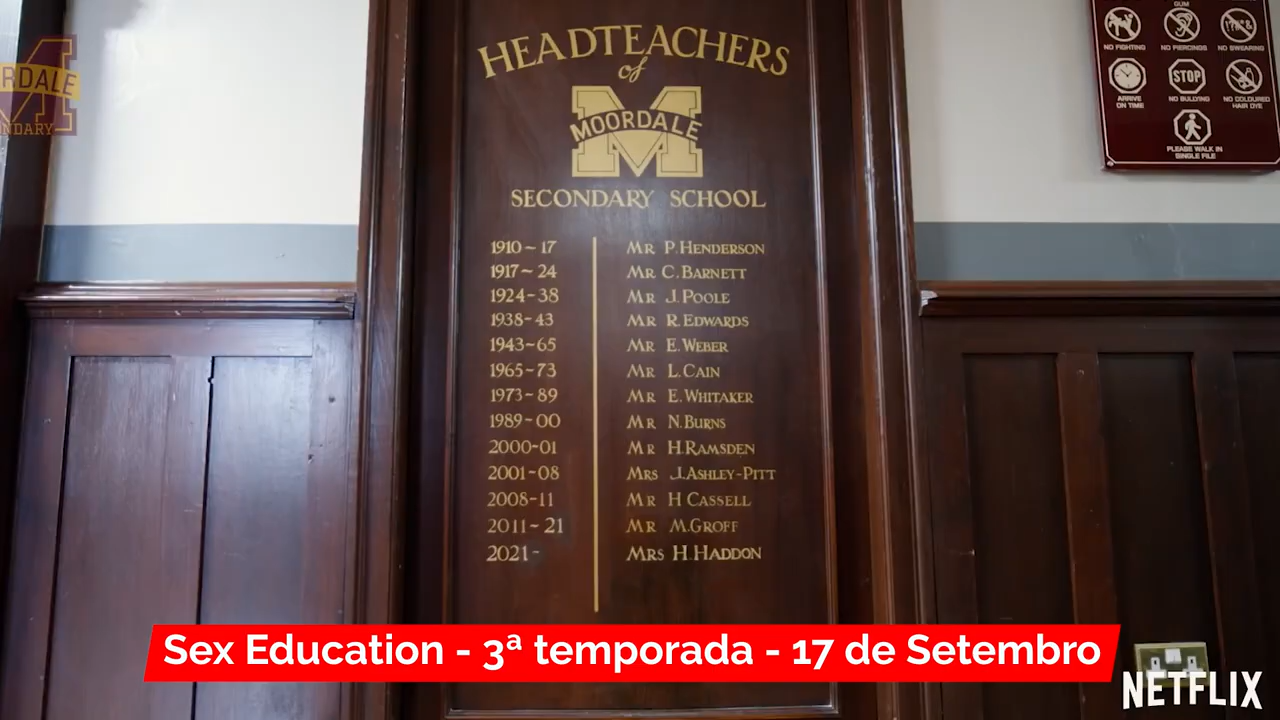 HEADTEACHERS
of
MOORDALE
SECONDARY SCHOOL
1910-17 MR P. HENDERSON
1917-24 MR C. BARNETT
1924-38 MR J. POOLE
1938-43 MR R. EDWARDS
1943-65 MR E. WEBER
1965-73 MR L. CAIN
1973-89 MR E. WHITAKER
1989-00 MR N. BURNS
2000-01 MR H. RAMSDEN
2001-08 MRS J. ASHLEY-PITT
2008-11 MR H CASSELL
2011-21 MR M. GROFF
2021- MRS H. HADDON
RDALE
NDARY
GUM
NO FIGHTING
NO PIERCINGS
NO SWEARING
STOP
ARRIVE
ON TIME
NO BULLYING
NO COLOURED
HAIR DYE
PLEASE WALK IN
SINGLE FILE
Sex Education - 3ª temporada - 17 de Setembro
NETFLIX